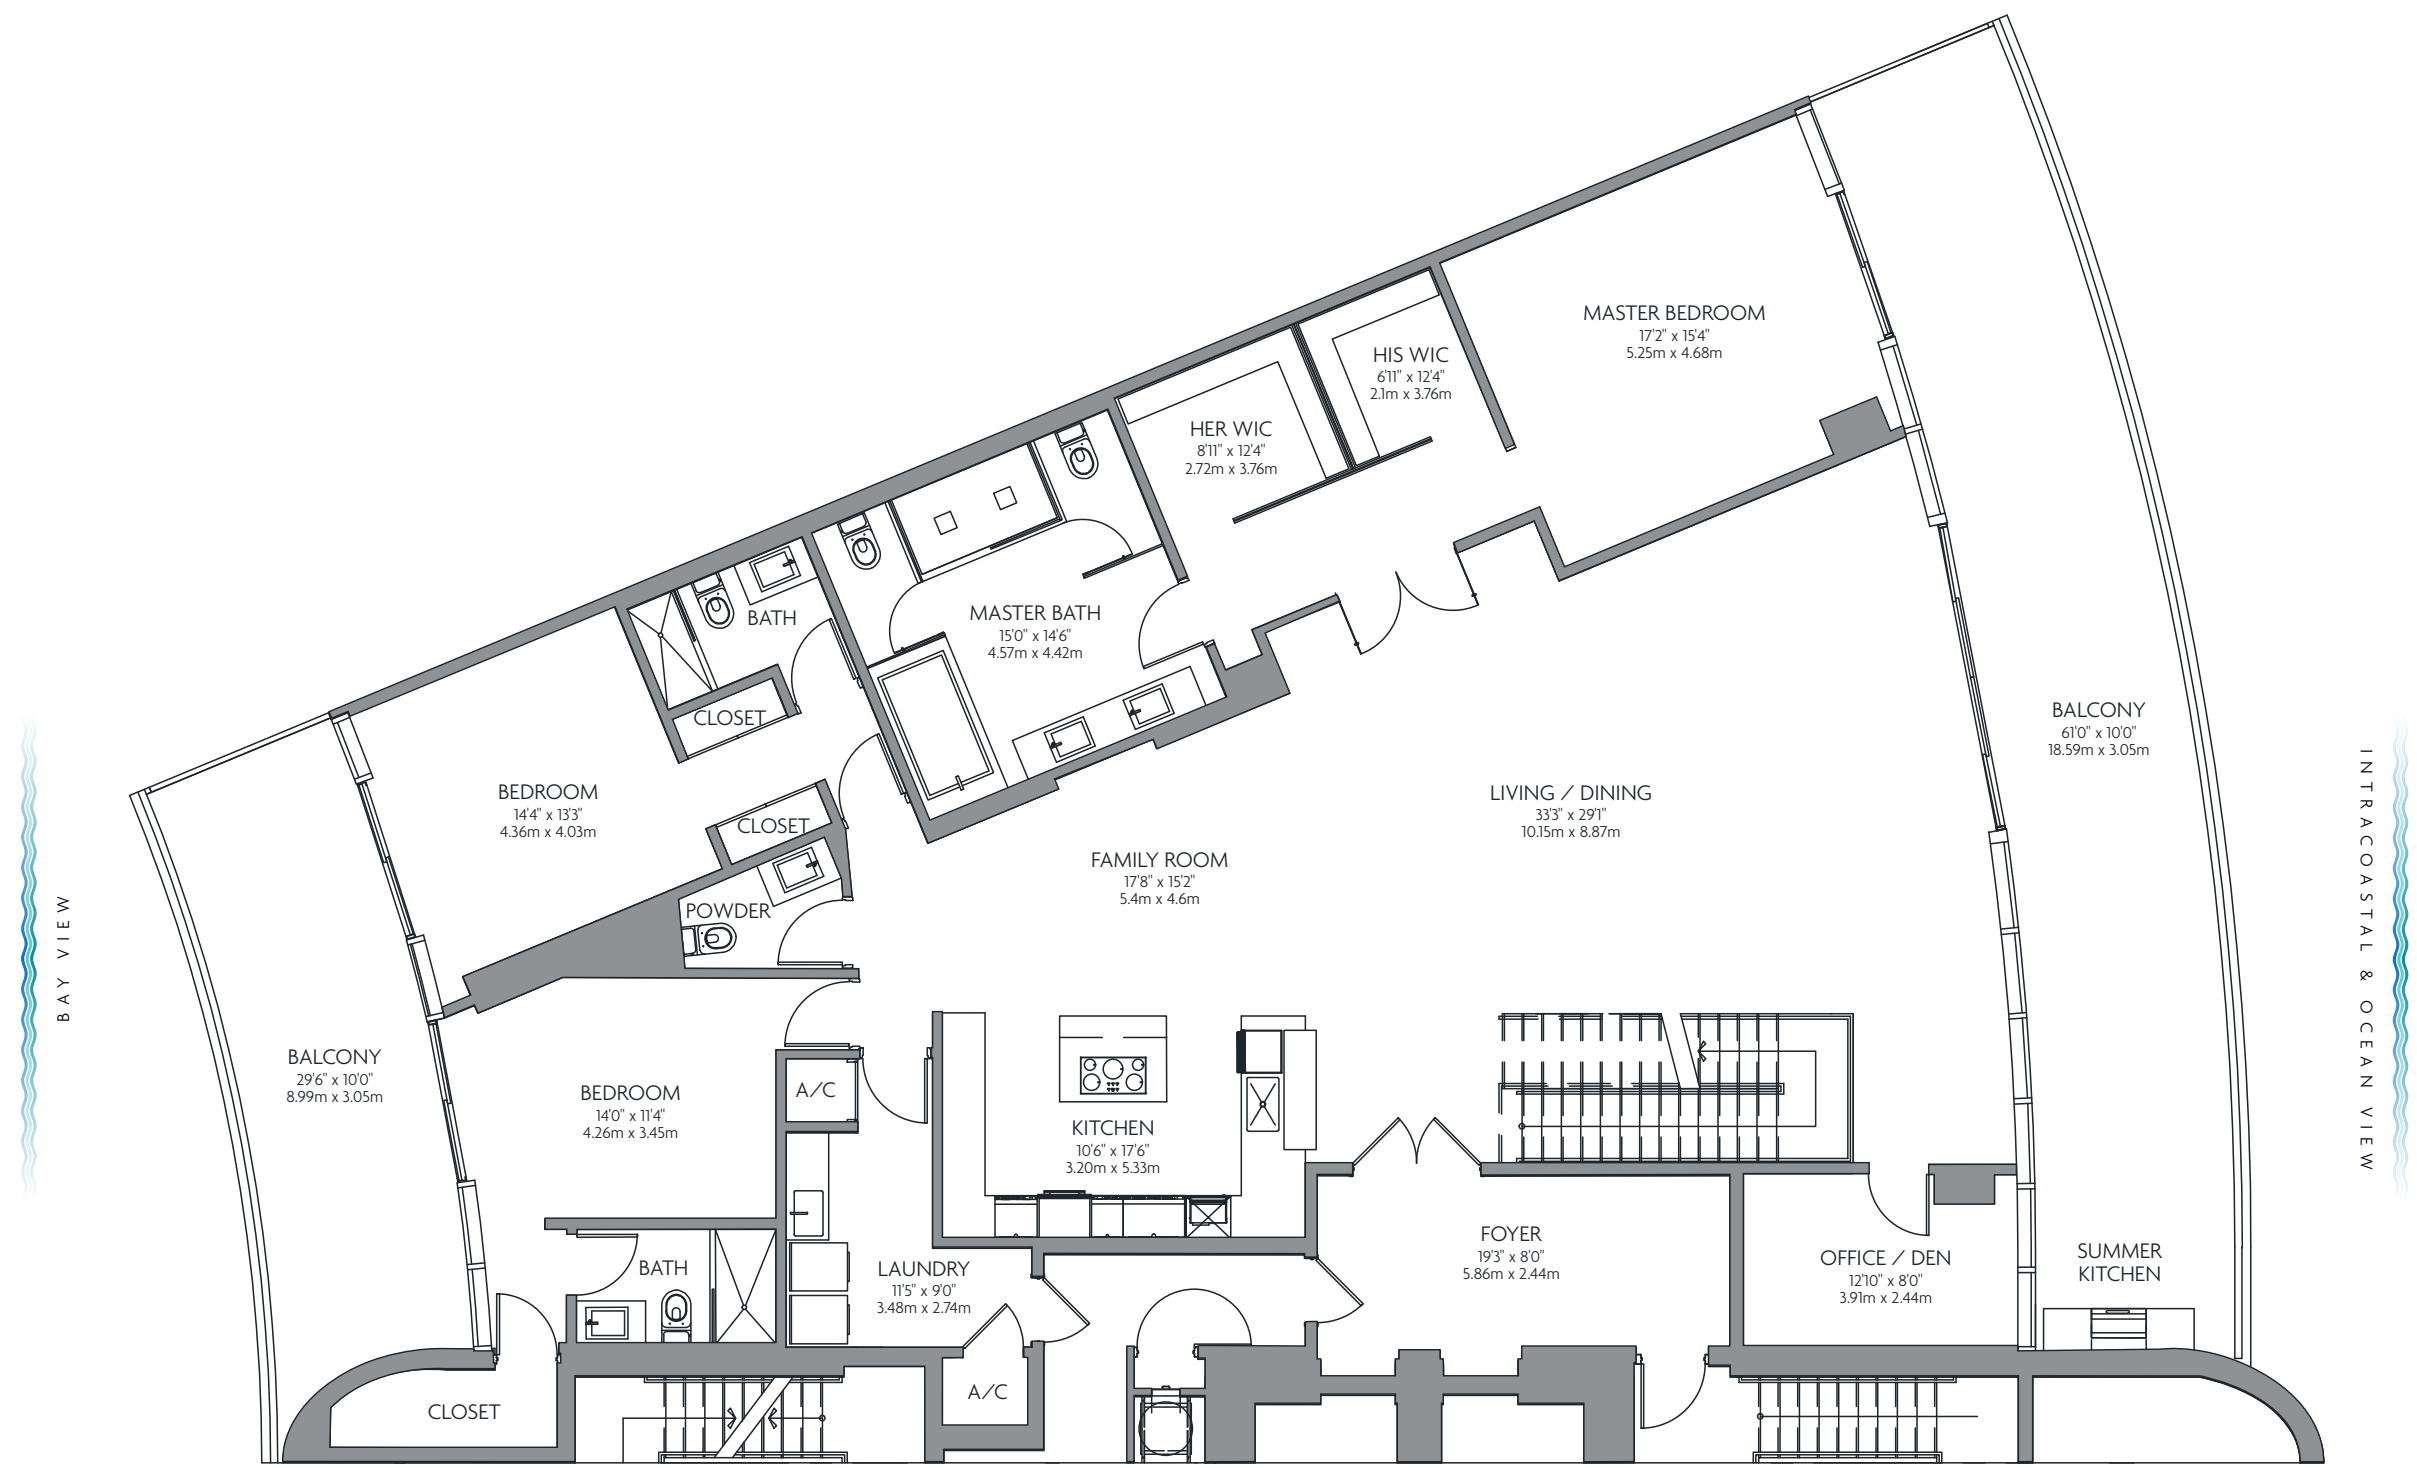 MASTER BEDROOM
17'2" x 15'4"
5.25m x 4.68m
HIS WIC
6'11" x 12'4"
2.1m x 3.76m
HER WIC
8'11" x 12'4"
2.72m x 3.76m
MASTER BATH
15'0" x 14'6"
4.57m x 4.42m
BATH
CLOSET
BEDROOM
14'4" x 13'3"
4.36m x 4.03m
CLOSET
POWDER
FAMILY ROOM
17'8" x 15'2"
5.4m x 4.6m
LIVING / DINING
33'3" x 29'1"
10.15m x 8.87m
BALCONY
61'0" x 10'0"
18.59m x 3.05m
INTRACOASTAL & OCEAN VIEW
BAY VIEW
BALCONY
29'6" x 10'0"
8.99m x 3.05m
BEDROOM
14'0" x 11'4"
4.26m x 3.45m
A/C
KITCHEN
10'6" x 17'6"
3.20m x 5.33m
BATH
LAUNDRY
11'5" x 9'0"
3.48m x 2.74m
FOYER
19'3" x 8'0"
5.86m x 2.44m
OFFICE / DEN
12'10" x 8'0"
3.91m x 2.44m
SUMMER
KITCHEN
CLOSET
A/C